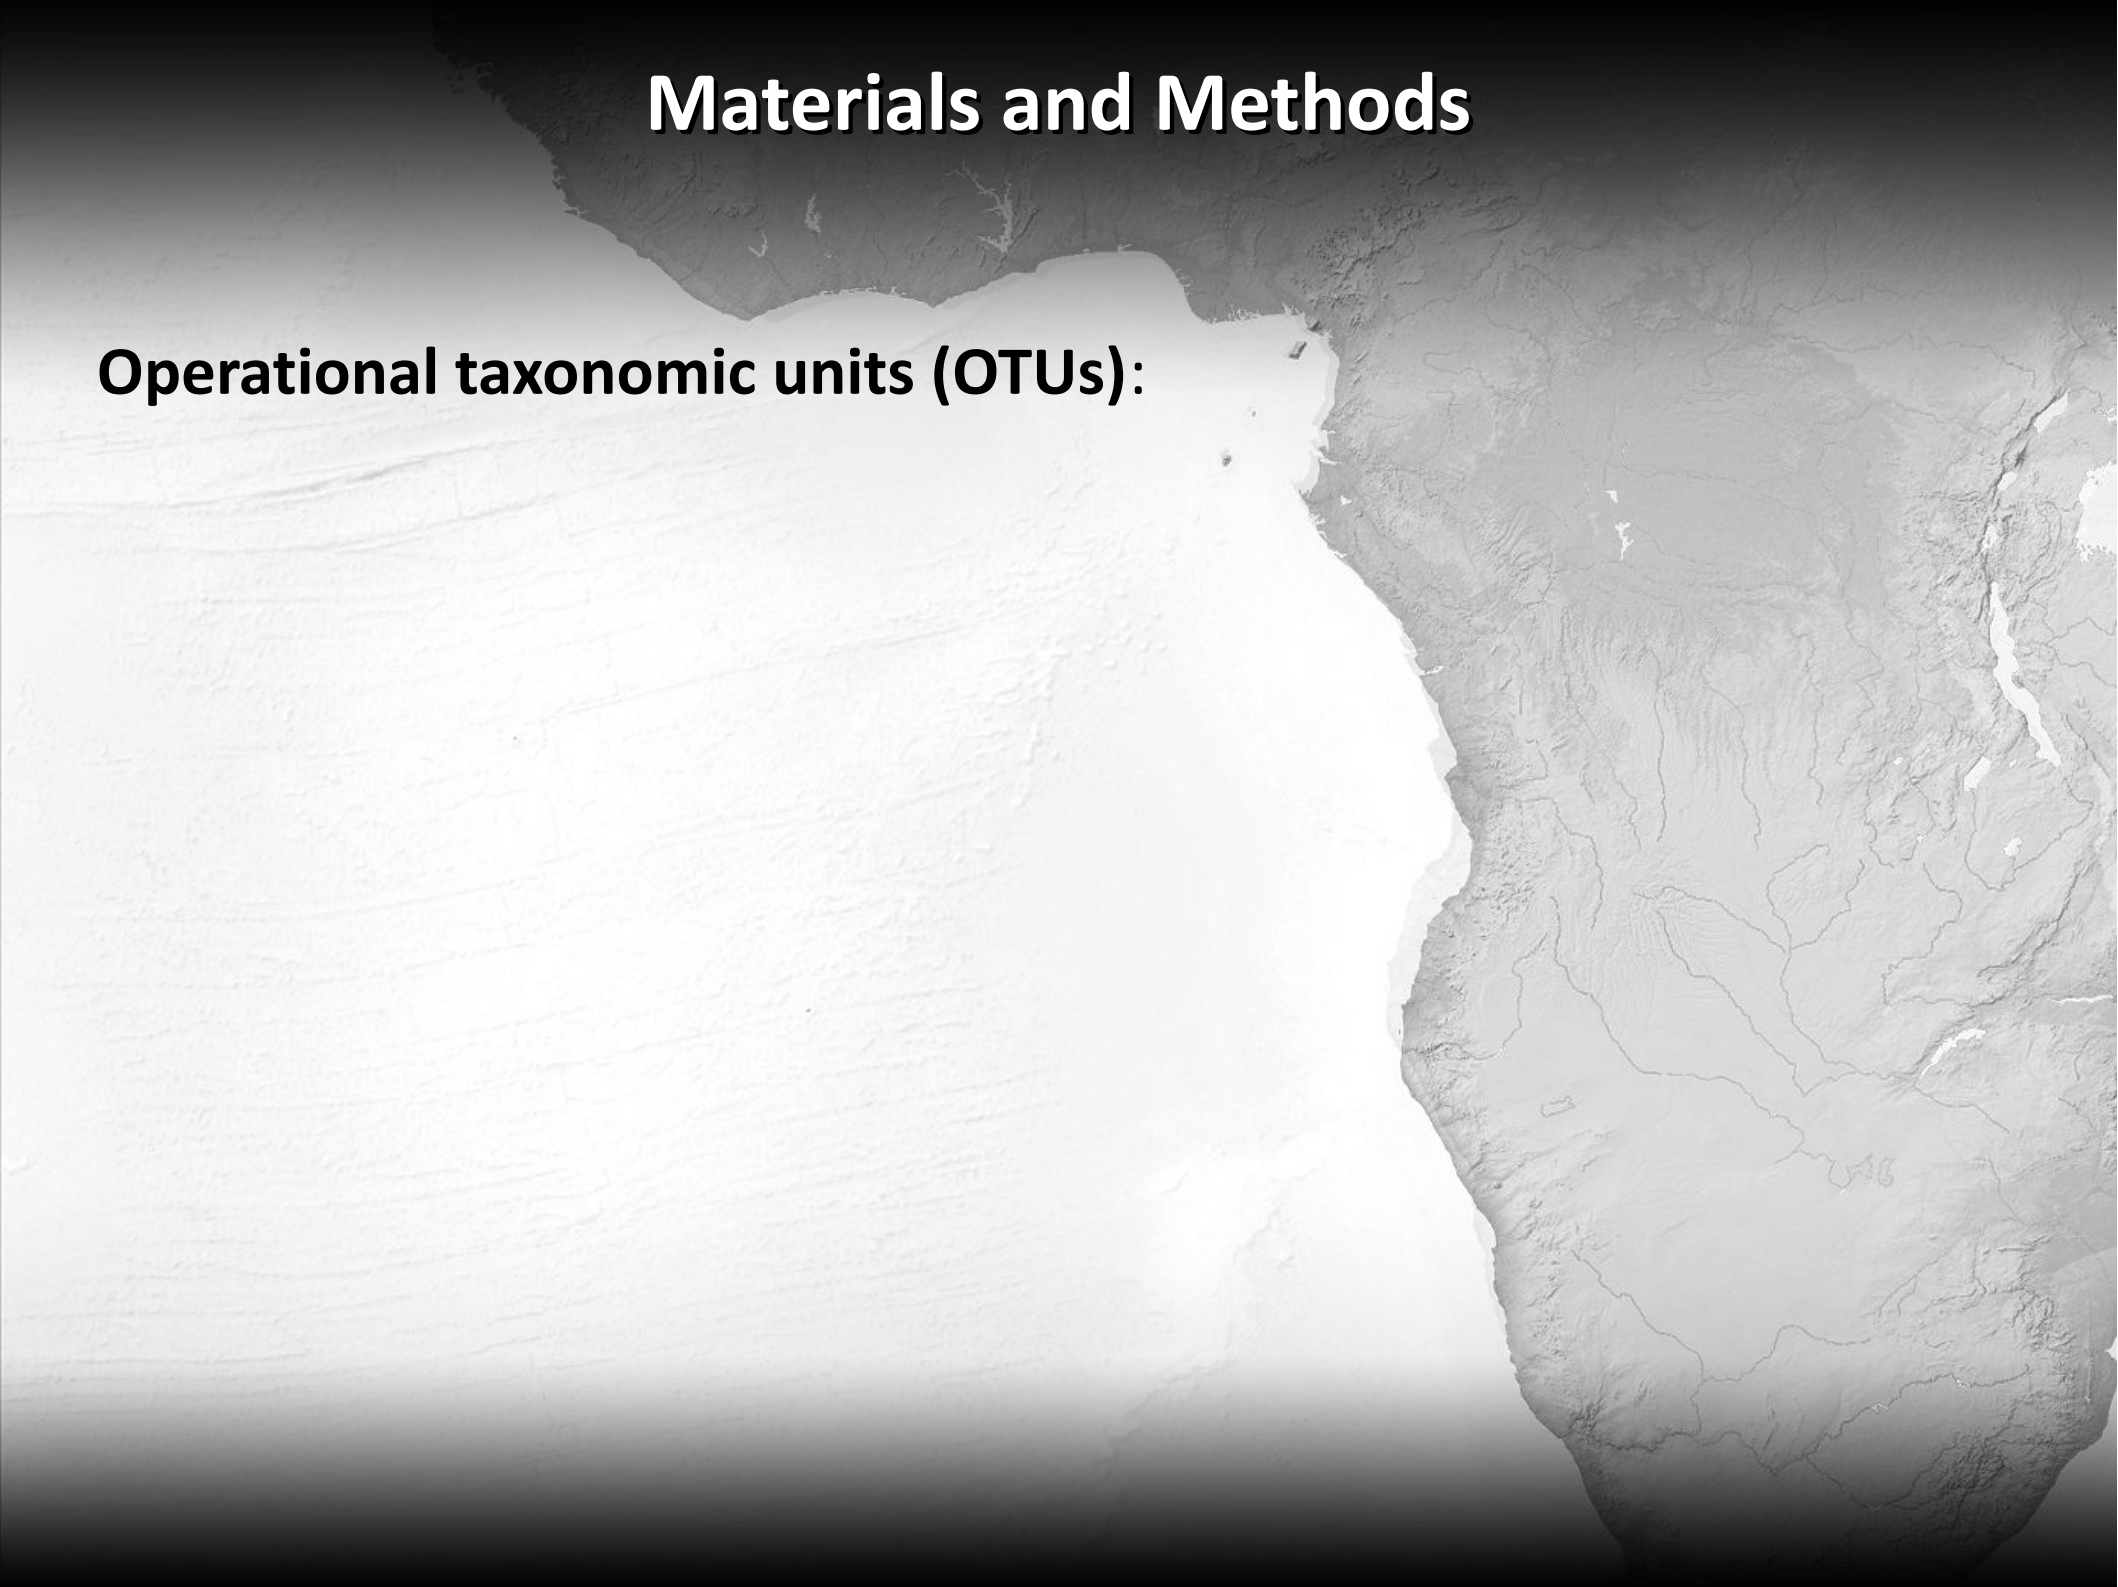 Materials and Methods
Operational taxonomic units (OTUs):